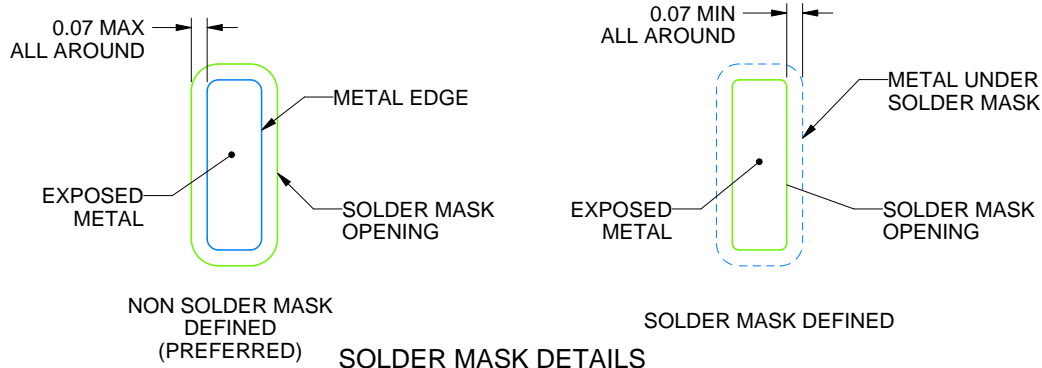 0.07 MAX
ALL AROUND
METAL EDGE
EXPOSED
METAL
SOLDER MASK
OPENING
NON SOLDER MASK
DEFINED
(PREFERRED)
0.07 MIN
ALL AROUND
METAL UNDER
SOLDER MASK
EXPOSED
METAL
SOLDER MASK
OPENING
SOLDER MASK DEFINED
SOLDER MASK DETAILS